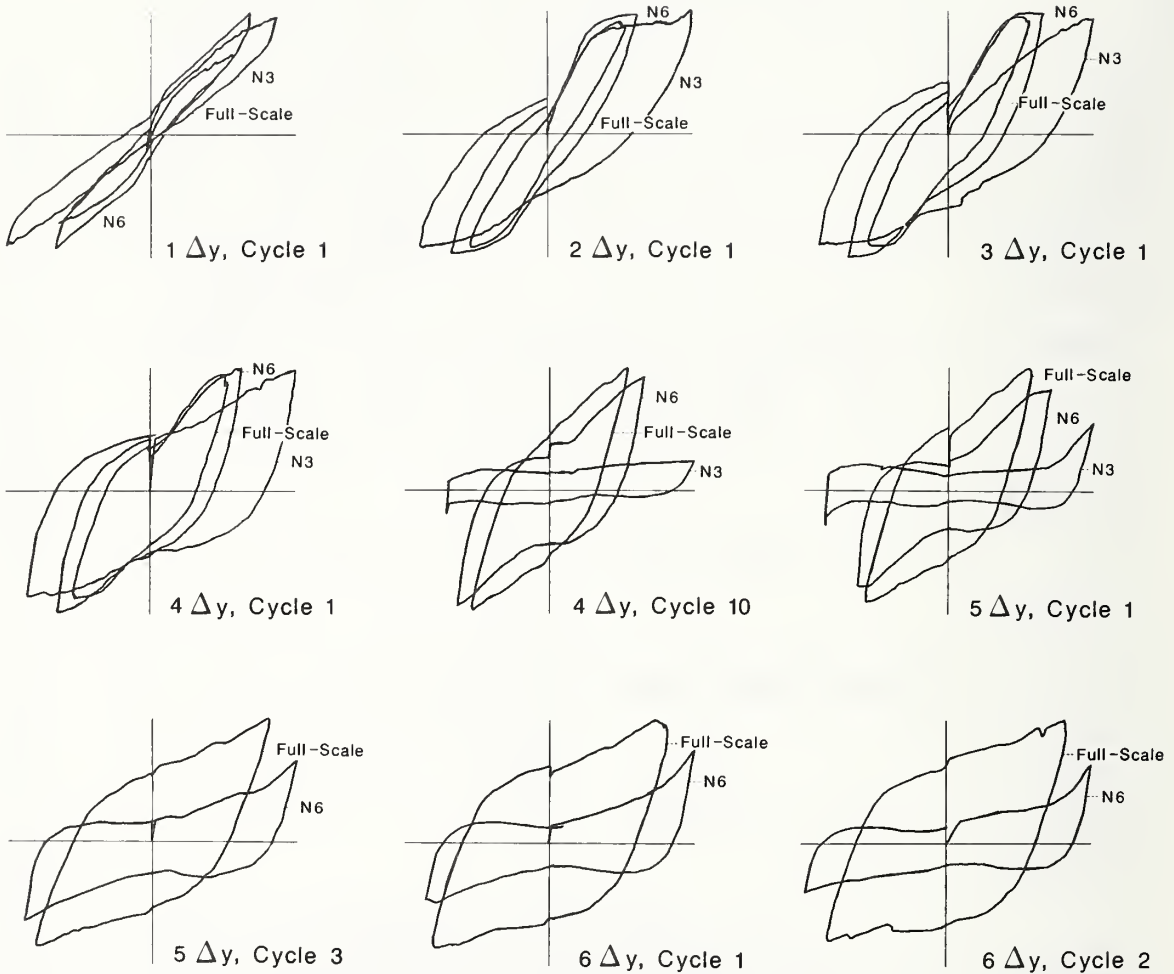 N3
Full-Scale
N6
1 Δy, Cycle 1
N6
N3
Full-Scale
2 Δy, Cycle 1
N6
N3
Full-Scale
3 Δy, Cycle 1
N6
Full-Scale
N3
4 Δy, Cycle 1
N6
Full-Scale
N3
4 Δy, Cycle 10
Full-Scale
N6
N3
5 Δy, Cycle 1
Full-Scale
N6
5 Δy, Cycle 3
Full-Scale
N6
6 Δy, Cycle 1
Full-Scale
N6
6 Δy, Cycle 2